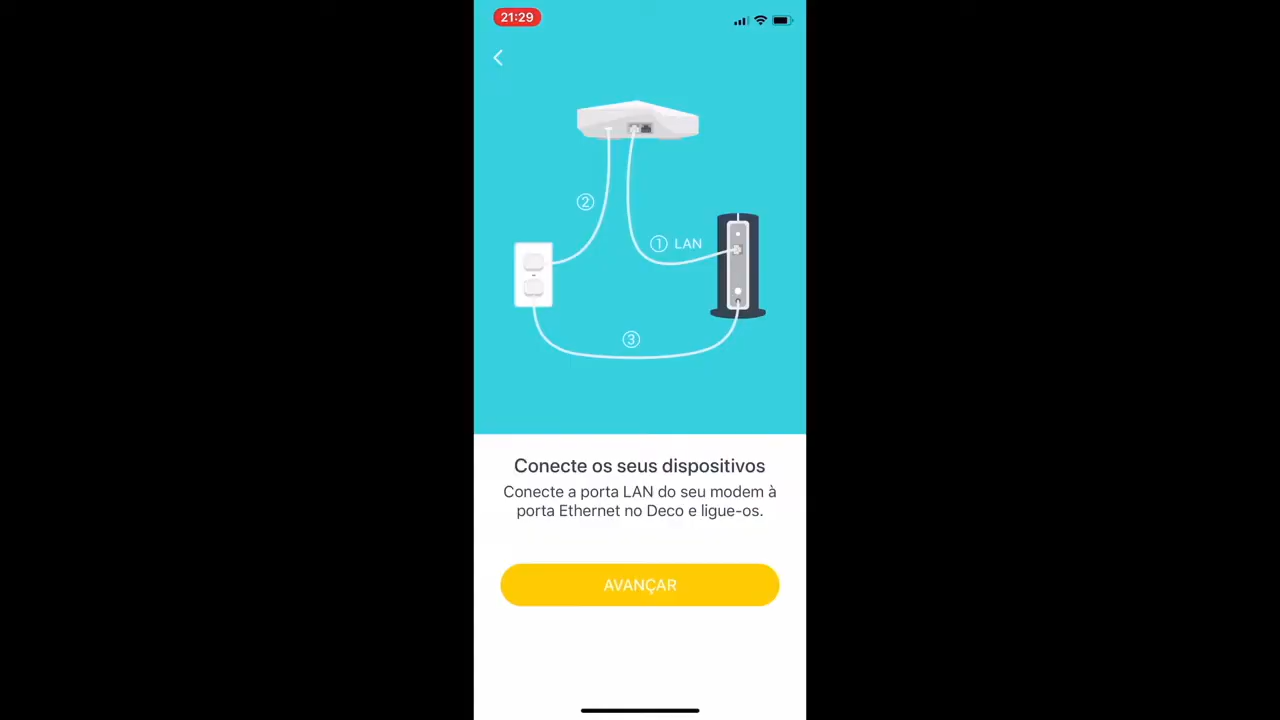 21:29
②
① LAN
③
Conecte os seus dispositivos
Conecte a porta LAN do seu modem à
porta Ethernet no Deco e ligue-os.
AVANÇAR